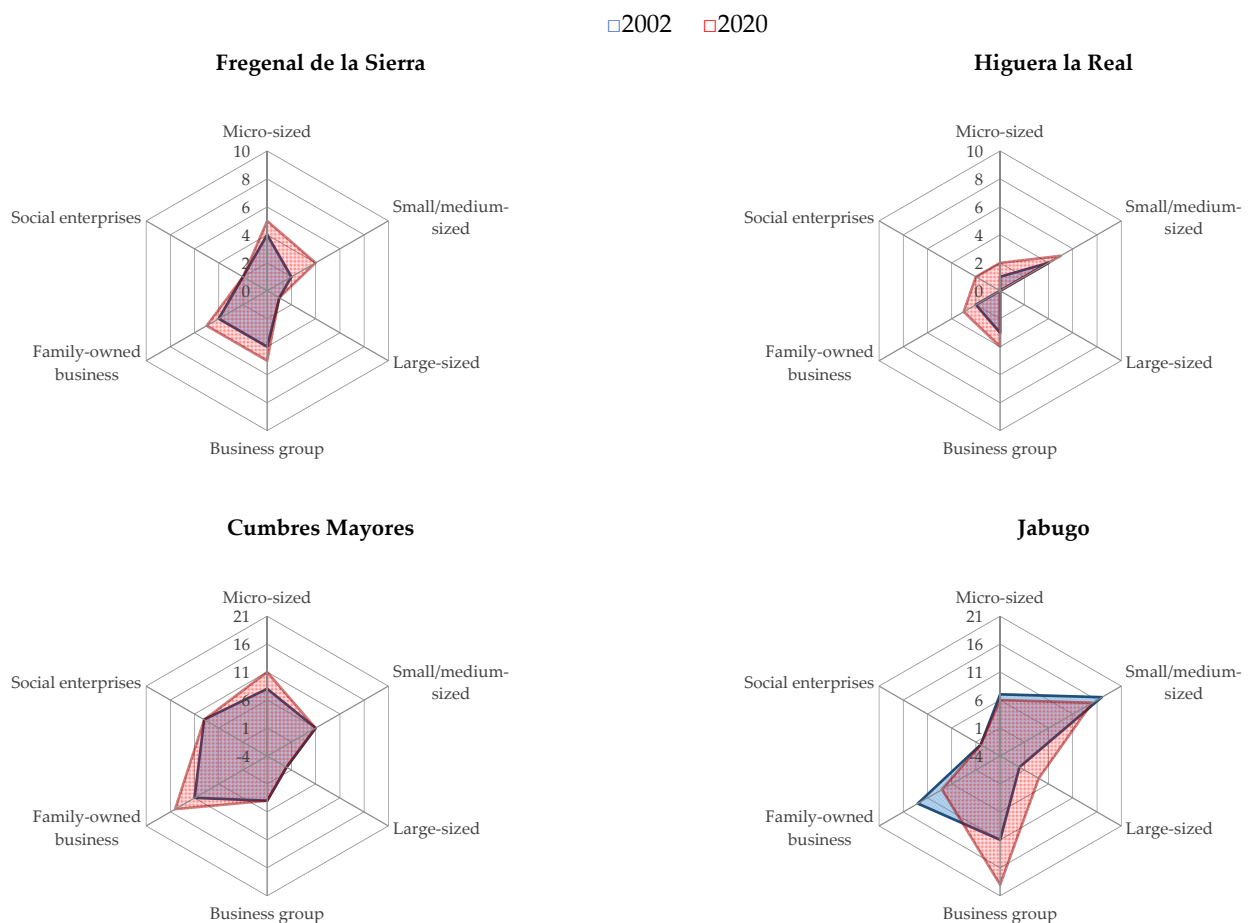 □2002 □2020
Fregenal de la Sierra
Micro-sized
10
8
6
4
2
0
Small/medium-
sized
Large-sized
Business group
Family-owned
business
Social enterprises
Higuera la Real
Micro-sized
10
8
6
4
2
0
Small/medium-
sized
Large-sized
Business group
Family-owned
business
Social enterprises
Cumbres Mayores
Micro-sized
21
16
11
6
1
-4
Small/medium-
sized
Large-sized
Business group
Family-owned
business
Social enterprises
Jabugo
Micro-sized
21
16
11
6
1
-4
Small/medium-
sized
Large-sized
Business group
Family-owned
business
Social enterprises